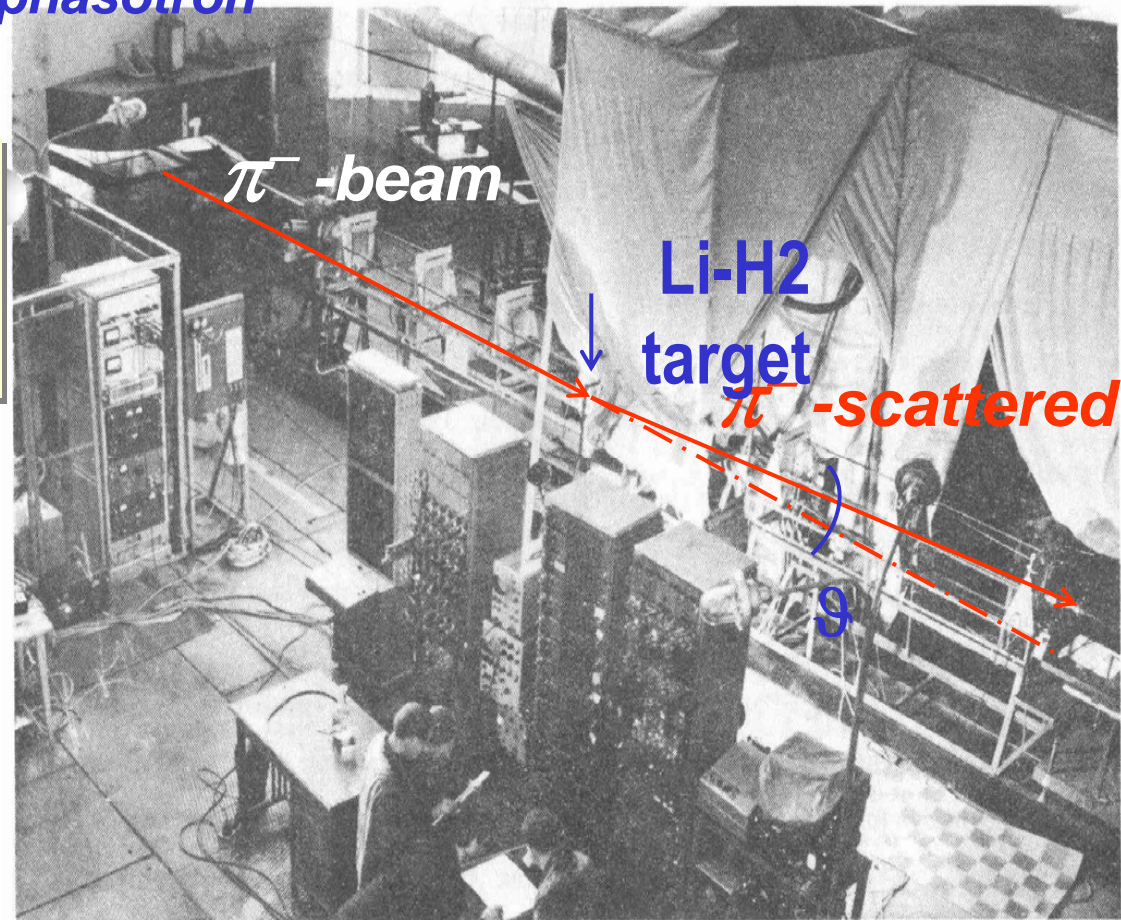 phasotron
π⁻ -beam
Li-H2
target
π⁻ -scattered
ϑ